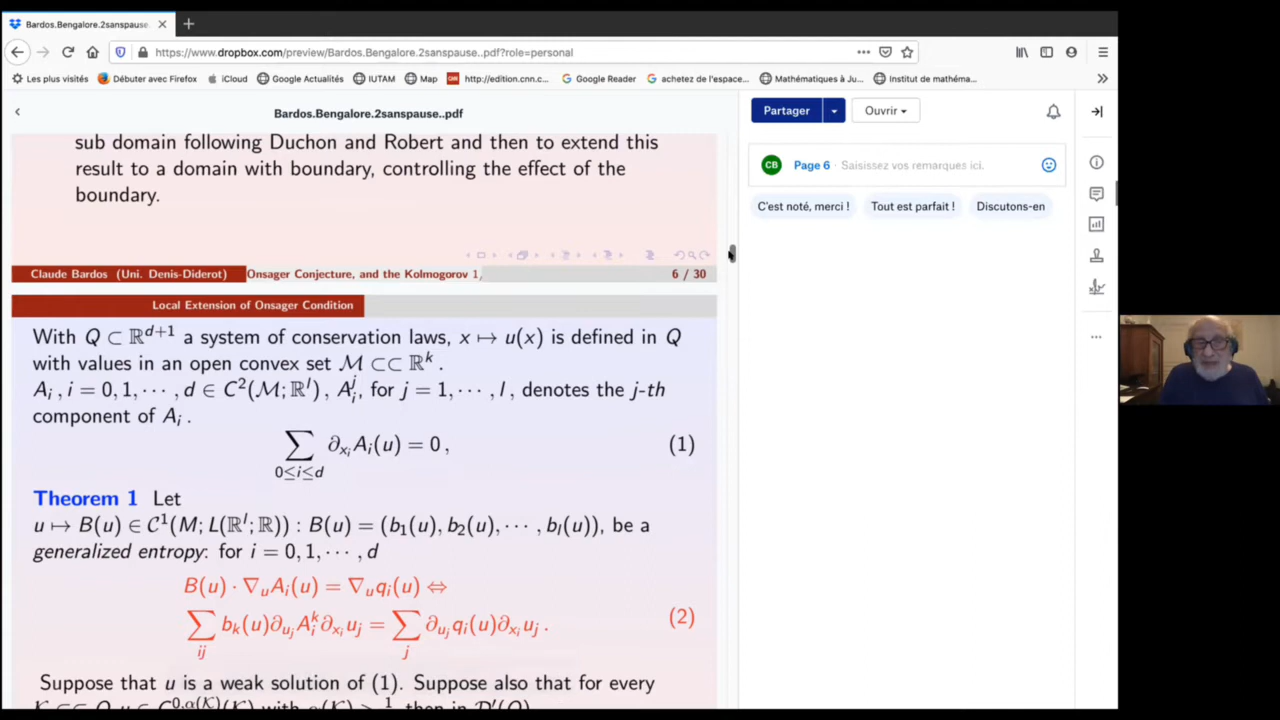 Bardos.Bengalore.2sanspause.
https://www.dropbox.com/preview/Bardos.Bengalore.2sanspause..pdf?role=personal
Les plus visités Débuter avec Firefox iCloud Google Actualités IUTAM Map http://edition.cnn.c... Google Reader achetez de l'espace... Mathématiques à Ju... Institut de mathéma...
Bardos.Bengalore.2sanspause..pdf
Partager Ouvrir
sub domain following Duchon and Robert and then to extend this
result to a domain with boundary, controlling the effect of the
boundary.
CB Page 6 Saisissez vos remarques ici.
C'est noté, merci ! Tout est parfait ! Discutons-en
Claude Bardos (Uni. Denis-Diderot) Onsager Conjecture, and the Kolmogorov 1, 6 / 30
Local Extension of Onsager Condition
With Q ⊂ ℝᵈ⁺¹ a system of conservation laws, x ↦ u(x) is defined in Q
with values in an open convex set ℳ ⊂⊂ ℝᵏ .
A_i , i = 0, 1, ⋯ , d ∈ C²(ℳ; ℝˡ) , A_i^j, for j = 1, ⋯ , l , denotes the j-th
component of A_i .
∑_{0≤i≤d} ∂_{x_i} A_i(u) = 0 , (1)
Theorem 1 Let
u ↦ B(u) ∈ 𝒞¹(M; L(ℝˡ; ℝ)) : B(u) = (b₁(u), b₂(u), ⋯ , b_l(u)), be a
generalized entropy: for i = 0, 1, ⋯ , d
B(u) · ∇_u A_i(u) = ∇_u q_i(u) ⇔
∑_{ij} b_k(u)∂_{u_j} A_i^k ∂_{x_i} u_j = ∑_j ∂_{u_j} q_i(u)∂_{x_i} u_j . (2)
Suppose that u is a weak solution of (1). Suppose also that for every